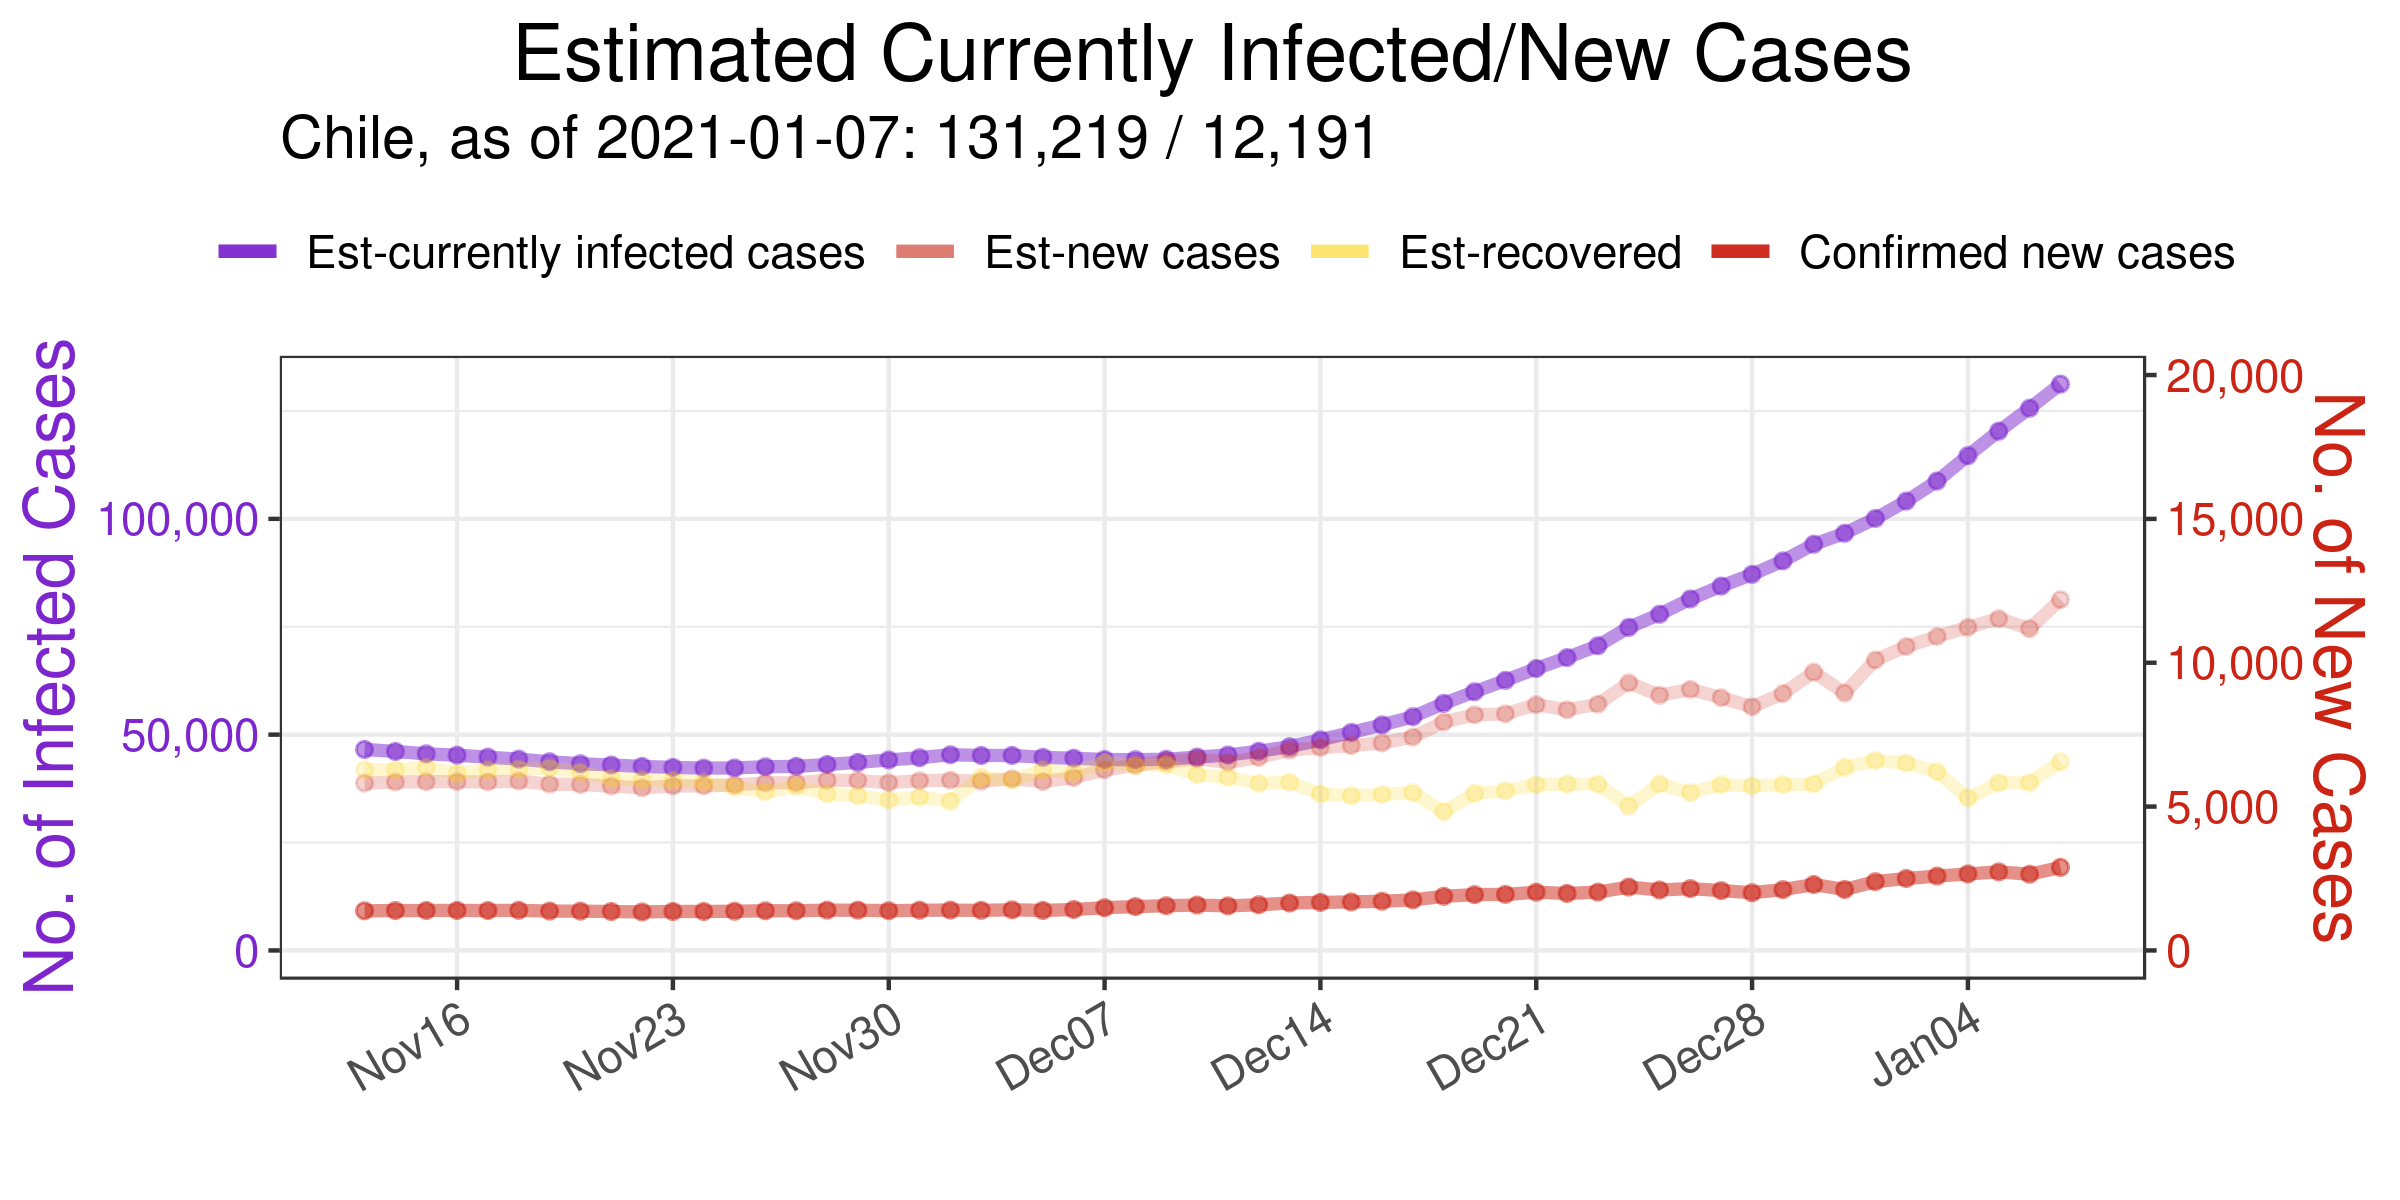 Estimated Currently Infected/New Cases
Chile, as of 2021-01-07: 131,219 / 12,191
Est-currently infected cases Est-new cases Est-recovered Confirmed new cases
No. of Infected Cases
100,000
50,000
0
20,000
15,000
10,000
5,000
0
No. of New Cases
Nov16 Nov23 Nov30 Dec07 Dec14 Dec21 Dec28 Jan04